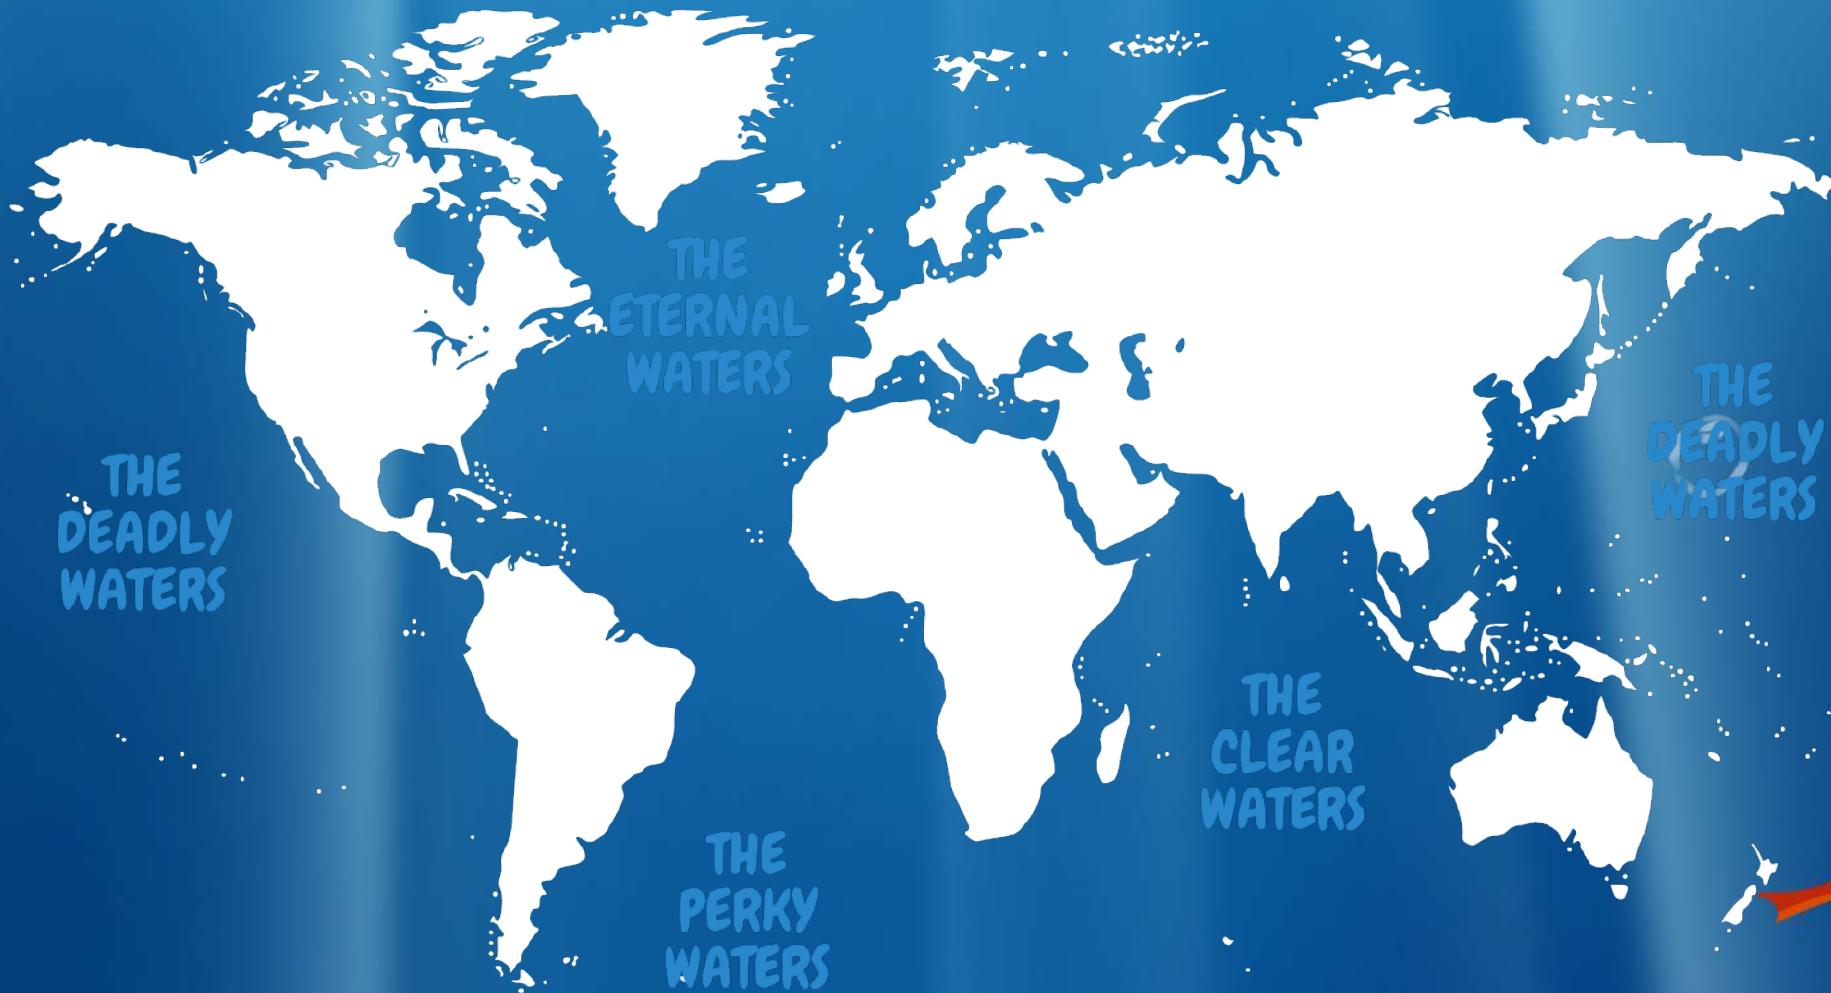 THE
ETERNAL
WATERS
THE
DEADLY
WATERS
THE
DEADLY
WATERS
THE
CLEAR
WATERS
THE
PERKY
WATERS